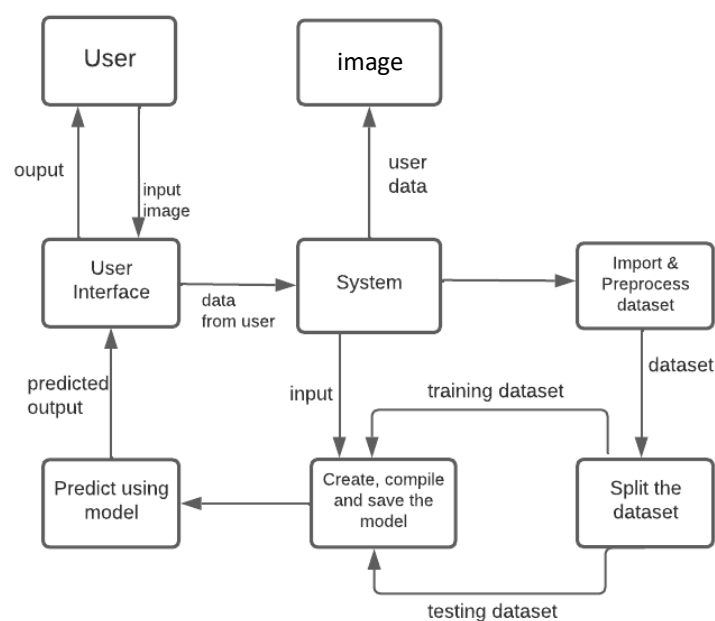 User
image
ouput
input
image
user
data
User
Interface
data
from user
System
Import &
Preprocess
dataset
predicted
output
input
training dataset
dataset
Predict using
model
Create, compile
and save the
model
Split the
dataset
testing dataset